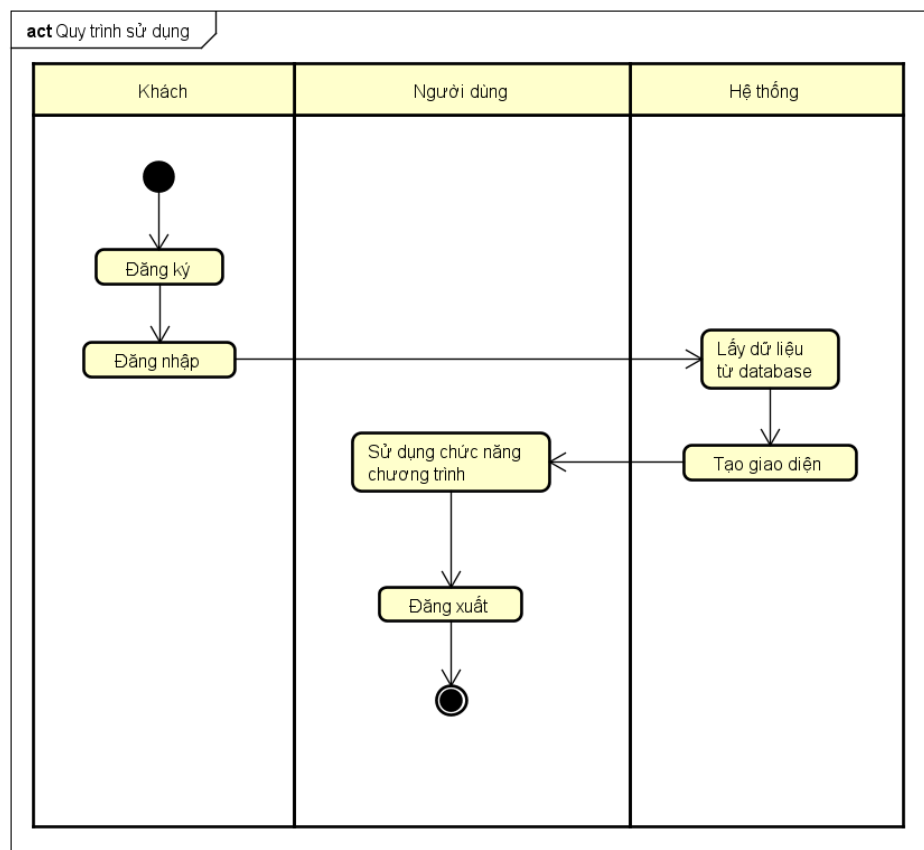 act Quy trình sử dụng
Khách
Người dùng
Hệ thống
Đăng ký
Đăng nhập
Lấy dữ liệu
từ database
Sử dụng chức năng
chương trình
Tạo giao diện
Đăng xuất